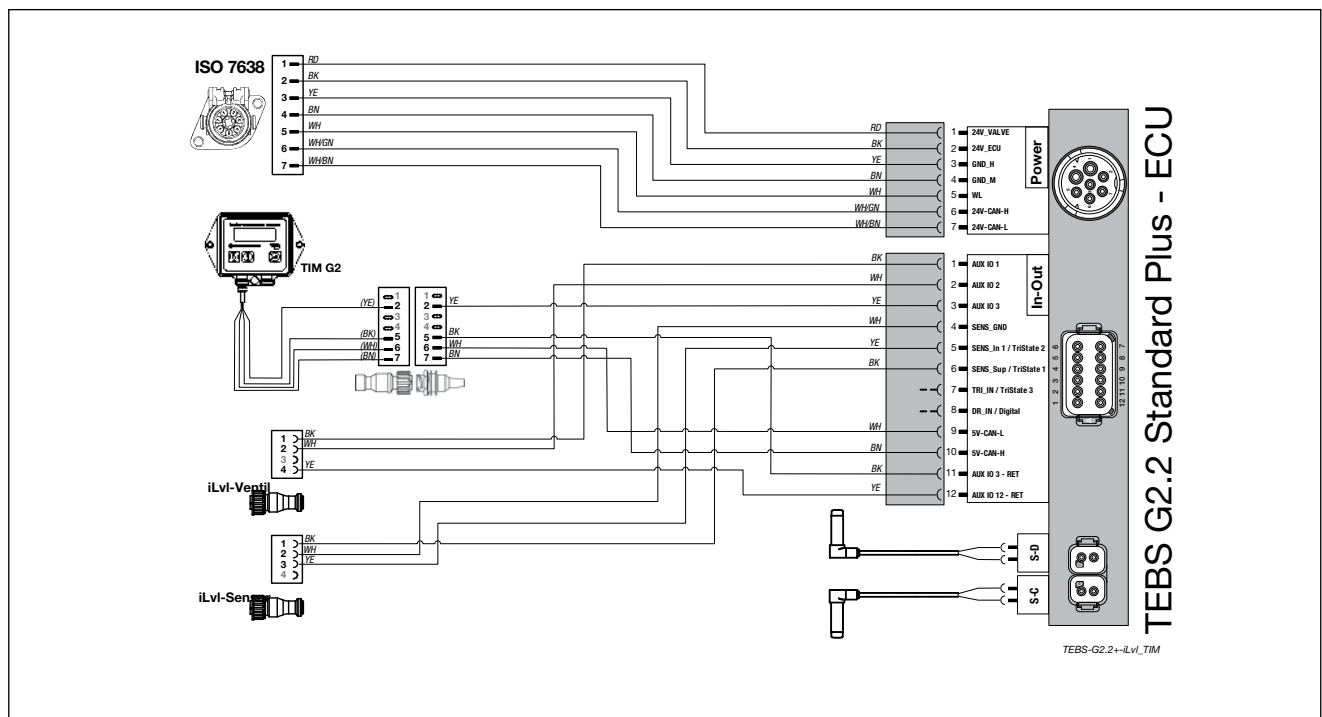 ISO 7638
1 RD
2 BK
3 YE
4 BN
5 WH
6 WH/GN
7 WH/BN
RD 1 24V_VALVE
BK 2 24V_ECU
YE 3 GND_H
BN 4 GND_M
WH 5 WL
WH/GN 6 24V-CAN-H
WH/BN 7 24V-CAN-L
Power
TIM G2
(YE)
(BK)
(WH)
(BN)
1
2
3
4
5
6
7
1
2 YE
3
4
5 BK
6 WH
7 BN
BK 1 AUX IO 1
WH 2 AUX IO 2
YE 3 AUX IO 3
WH 4 SENS_GND
YE 5 SENS_In 1 / TriState 2
BK 6 SENS_Sup / TriState 1
7 TRI_IN / TriState 3
8 DR_IN / Digital
WH 9 5V-CAN-L
BN 10 5V-CAN-H
BK 11 AUX IO 3 - RET
YE 12 AUX IO 12 - RET
In-Out
6 7
5 8
4 9
3 10
2 11
1 12
1 BK
2 WH
3
4 YE
iLvl-Ventil
1 BK
2 WH
3 YE
4
iLvl-Sensor
S-D
S-C
TEBS G2.2 Standard Plus - ECU
TEBS-G2.2+-iLvl_TIM